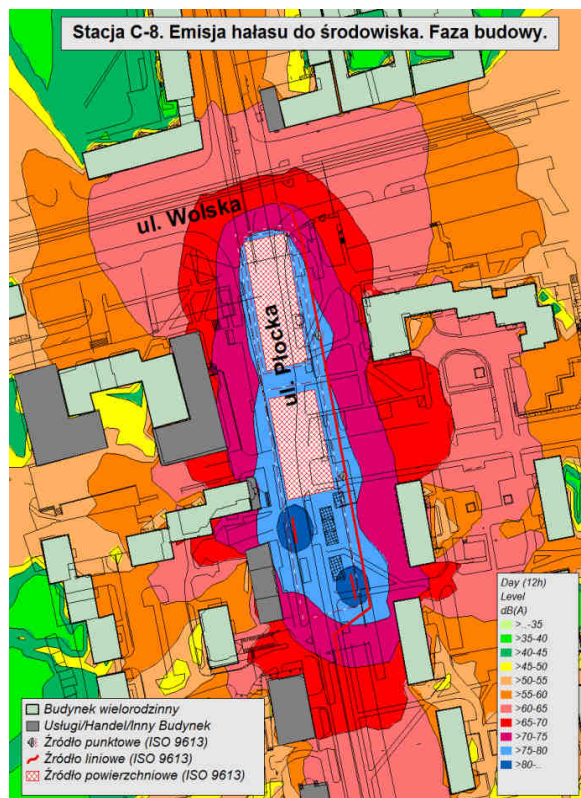 Stacja C-8. Emisja hałasu do środowiska. Faza budowy.
ul. Wolska
ul. Płocka
Day (12h)
Level
dB(A)
>..-35
>35-40
>40-45
>45-50
>50-55
>55-60
>60-65
>65-70
>70-75
>75-80
>80-..
Budynek wielorodzinny
Usługi/Handel/Inny Budynek
Źródło punktowe (ISO 9613)
Źródło liniowe (ISO 9613)
Źródło powierzchniowe (ISO 9613)